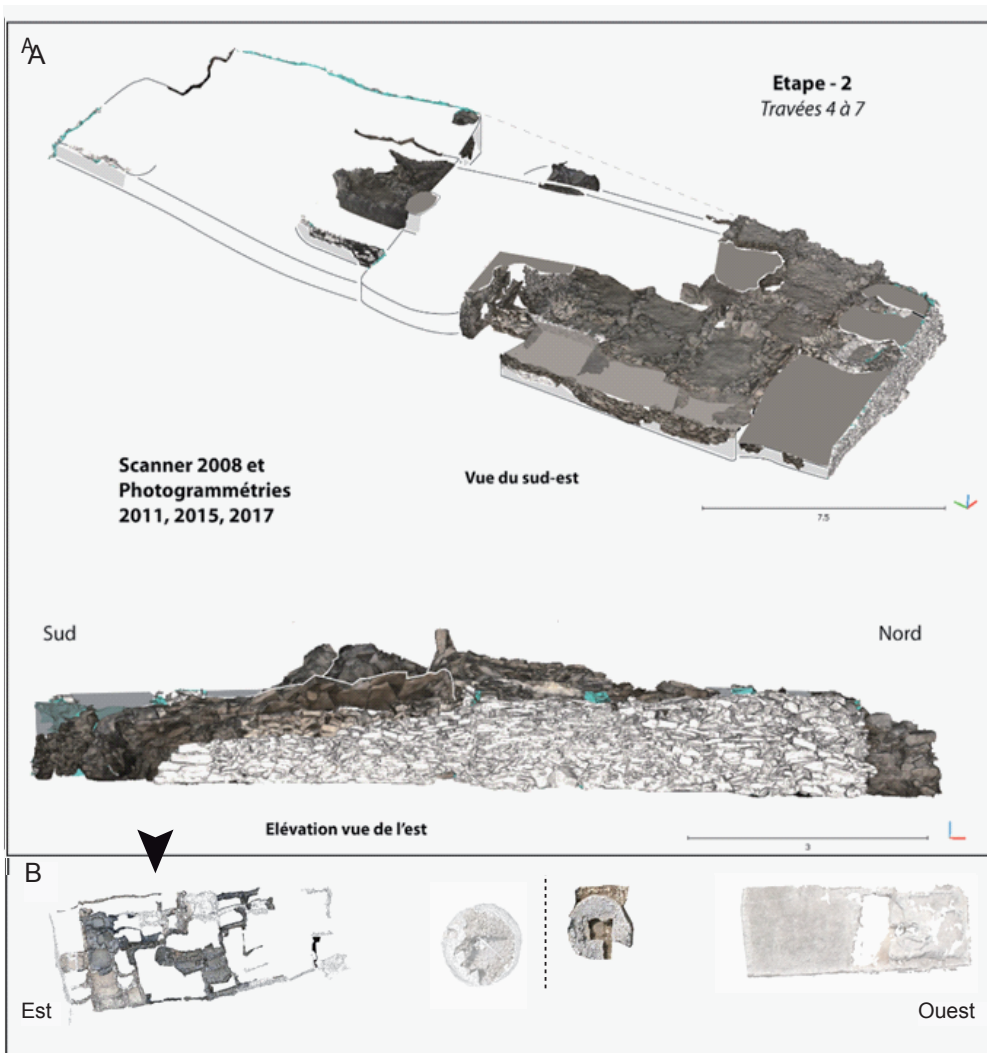 A
A
Etape - 2
Travées 4 à 7
Scanner 2008 et
Photogrammétries
2011, 2015, 2017
Vue du sud-est
7.5
Sud
Nord
Elévation vue de l'est
3
B
Est
Ouest